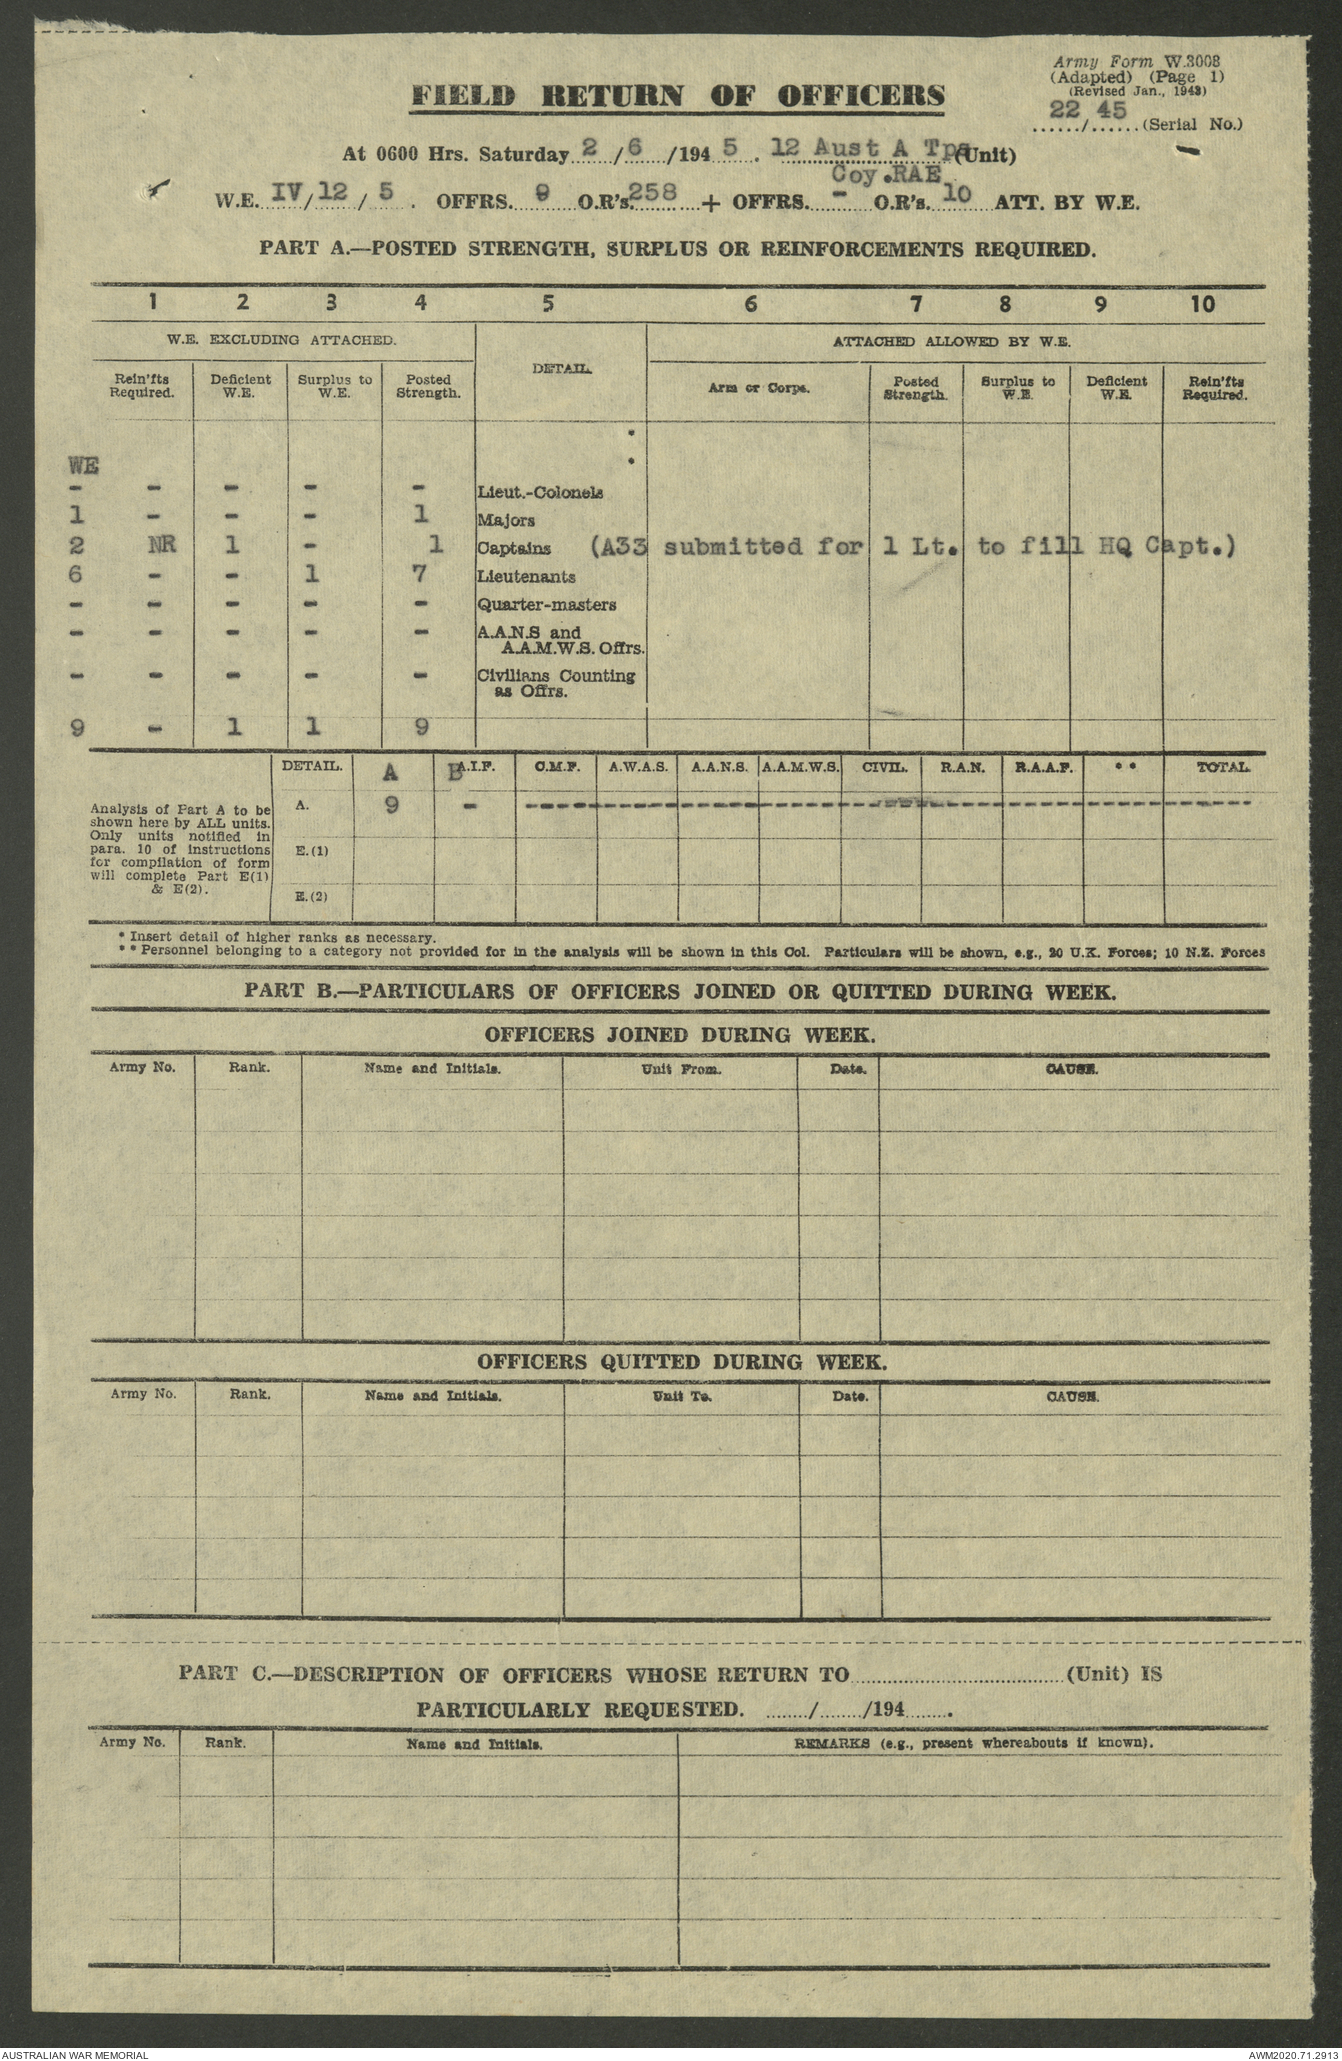 Army Form W.3008
(Adapted) (Page 1)
(Revised Jan., 1943)
22 45
....../...... (Serial No.)
FIELD RETURN OF OFFICERS
At 0600 Hrs. Saturday 2 / 6 /194 5 . 12 Aust A Tps (Unit)
Coy.RAE
W.E. IV / 12 / 5 . OFFRS. 9 O.R's. 258 + OFFRS. - O.R's. 10 ATT. BY W.E.
PART A.—POSTED STRENGTH, SURPLUS OR REINFORCEMENTS REQUIRED.
1 2 3 4 5 6 7 8 9 10
W.E. EXCLUDING ATTACHED. DETAIL. ATTACHED ALLOWED BY W.E.
Rein'fts Required. Deficient W.E. Surplus to W.E. Posted Strength. Arm or Corps. Posted Strength. Surplus to W.E. Deficient W.E. Rein'fts Required.
*
*
WE
- - - - - Lieut.-Colonels
1 - - - 1 Majors
2 NR 1 - 1 Captains (A33 submitted for 1 Lt. to fill HQ Capt.)
6 - - 1 7 Lieutenants
- - - - - Quarter-masters
- - - - - A.A.N.S and
A.A.M.W.S. Offrs.
- - - - - Civilians Counting
as Offrs.
9 - 1 1 9
DETAIL. A B A.I.F. C.M.F. A.W.A.S. A.A.N.S. A.A.M.W.S. CIVIL. R.A.N. R.A.A.F. * * TOTAL
A. 9 - - - - - - - - - -
Analysis of Part A to be
shown here by ALL units.
Only units notified in
para. 10 of instructions
for compilation of form
will complete Part E(1)
& E(2).
E.(1)
E.(2)
* Insert detail of higher ranks as necessary.
* * Personnel belonging to a category not provided for in the analysis will be shown in this Col. Particulars will be shown, e.g., 20 U.K. Forces; 10 N.Z. Forces
PART B.—PARTICULARS OF OFFICERS JOINED OR QUITTED DURING WEEK.
OFFICERS JOINED DURING WEEK.
Army No. Rank. Name and Initials. Unit From. Date. CAUSE.
OFFICERS QUITTED DURING WEEK.
Army No. Rank. Name and Initials. Unit To. Date. CAUSE.
PART C.—DESCRIPTION OF OFFICERS WHOSE RETURN TO ........................ (Unit) IS
PARTICULARLY REQUESTED. ......../......../194........
Army No. Rank. Name and Initials. REMARKS (e.g., present whereabouts if known).
AUSTRALIAN WAR MEMORIAL
AWM2020.71.2913